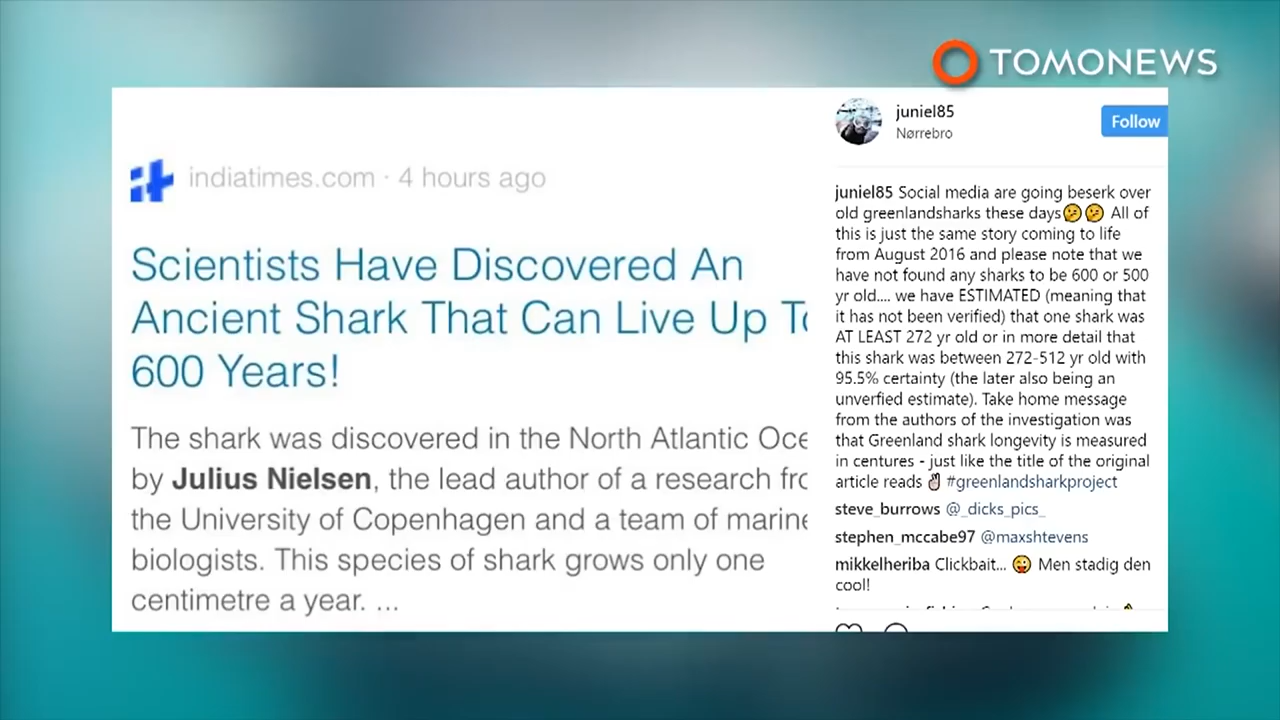 TOMONEWS
indiatimes.com · 4 hours ago
Scientists Have Discovered An
Ancient Shark That Can Live Up To
600 Years!
The shark was discovered in the North Atlantic Oce
by Julius Nielsen, the lead author of a research fro
the University of Copenhagen and a team of marine
biologists. This species of shark grows only one
centimetre a year. ...
juniel85
Nørrebro
Follow
juniel85 Social media are going beserk over
old greenlandsharks these days🤔🤔 All of
this is just the same story coming to life
from August 2016 and please note that we
have not found any sharks to be 600 or 500
yr old.... we have ESTIMATED (meaning that
it has not been verified) that one shark was
AT LEAST 272 yr old or in more detail that
this shark was between 272-512 yr old with
95.5% certainty (the later also being an
unverfied estimate). Take home message
from the authors of the investigation was
that Greenland shark longevity is measured
in centures - just like the title of the original
article reads ✌🏻 #greenlandsharkproject
steve_burrows @_dicks_pics_
stephen_mccabe97 @maxshtevens
mikkelheriba Clickbait... 😜 Men stadig den
cool!